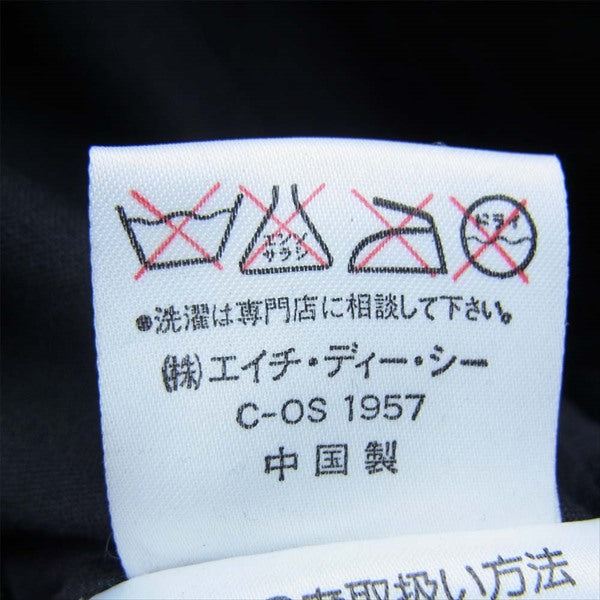 エンソ サラシ ドライ
●洗濯は専門店に相談して下さい。
(株)エイチ・ディー・シー
C-OS 1957
中国製
取扱い方法